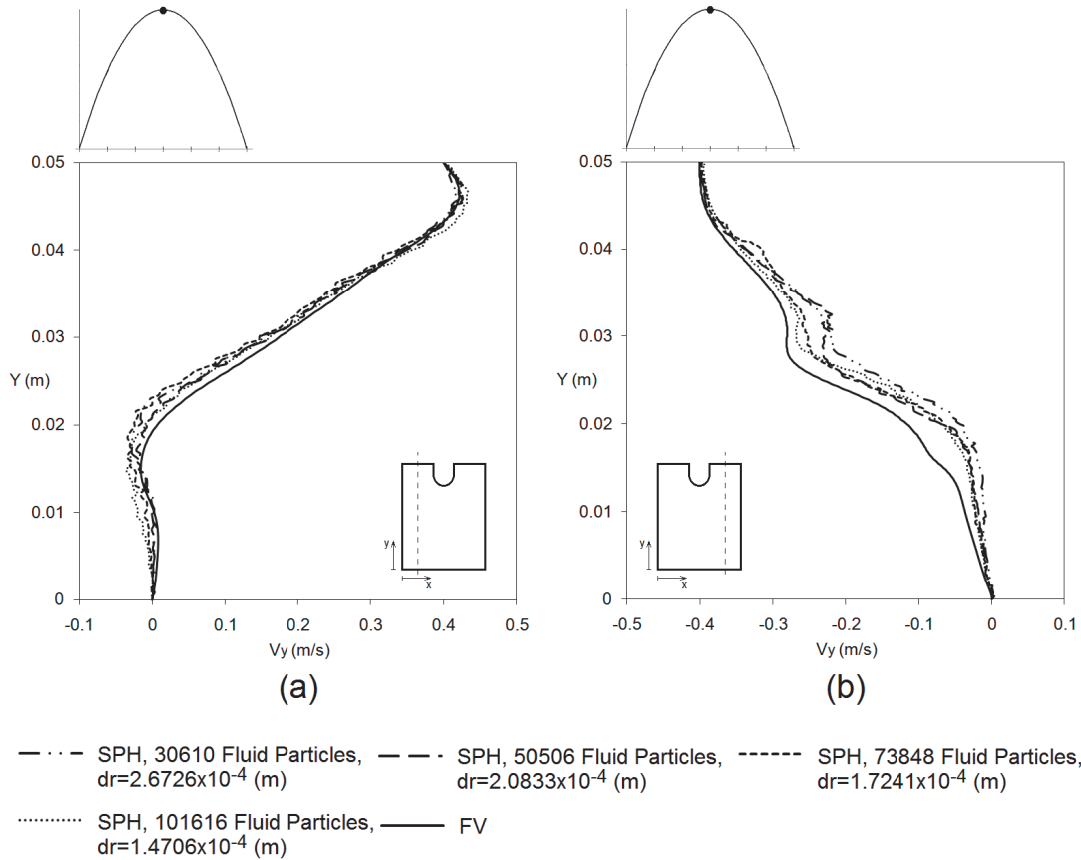 0.05
0.04
0.03
Y (m)
0.02
0.01
0
-0.1 0 0.1 0.2 0.3 0.4 0.5
Vy (m/s)
y
x
(a)
0.05
0.04
0.03
Y (m)
0.02
0.01
0
-0.5 -0.4 -0.3 -0.2 -0.1 0 0.1
Vy (m/s)
y
x
(b)
SPH, 30610 Fluid Particles,
dr=2.6726x10⁻⁴ (m)
SPH, 50506 Fluid Particles,
dr=2.0833x10⁻⁴ (m)
SPH, 73848 Fluid Particles,
dr=1.7241x10⁻⁴ (m)
SPH, 101616 Fluid Particles,
dr=1.4706x10⁻⁴ (m)
FV